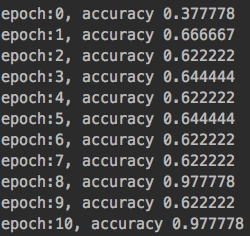 epoch:0, accuracy 0.377778
epoch:1, accuracy 0.666667
epoch:2, accuracy 0.622222
epoch:3, accuracy 0.644444
epoch:4, accuracy 0.622222
epoch:5, accuracy 0.644444
epoch:6, accuracy 0.622222
epoch:7, accuracy 0.622222
epoch:8, accuracy 0.977778
epoch:9, accuracy 0.622222
epoch:10, accuracy 0.977778